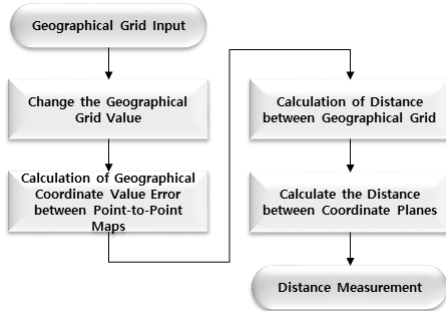 Geographical Grid Input
Change the Geographical
Grid Value
Calculation of Geographical
Coordinate Value Error
between Point-to-Point
Maps
Calculation of Distance
between Geographical Grid
Calculate the Distance
between Coordinate Planes
Distance Measurement